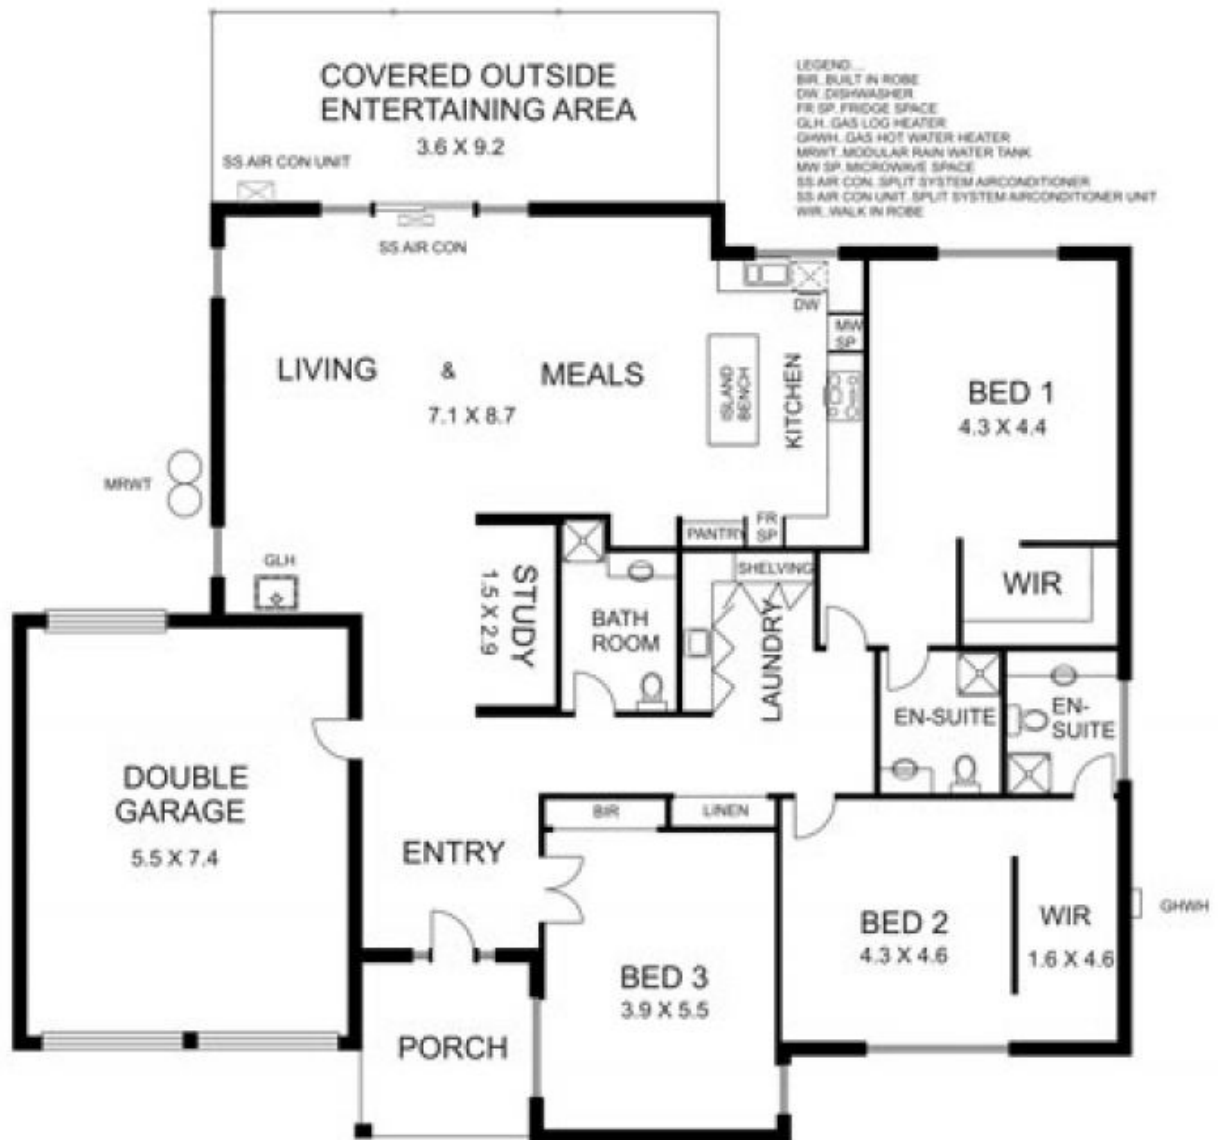 COVERED OUTSIDE
ENTERTAINING AREA
3.6 X 9.2
SS AIR CON UNIT
LEGEND...
BIR. BUILT IN ROBE
DW. DISHWASHER
FR SP. FRIDGE SPACE
GLH. GAS LOG HEATER
GHWH. GAS HOT WATER HEATER
MRWT. MODULAR RAIN WATER TANK
MW SP. MICROWAVE SPACE
SS AIR CON. SPLIT SYSTEM AIRCONDITIONER
SS AIR CON UNIT. SPLIT SYSTEM AIRCONDITIONER UNIT
WIR. WALK IN ROBE
SS AIR CON
DW
MW
SP
LIVING & MEALS
7.1 X 8.7
ISLAND
BENCH
KITCHEN
BED 1
4.3 X 4.4
MRWT
GLH
PANTRY
FR
SP
SHELVING
STUDY
1.5 X 2.9
BATH
ROOM
LAUNDRY
WIR
EN-SUITE
EN-
SUITE
DOUBLE
GARAGE
5.5 X 7.4
ENTRY
BIR
LINEN
BED 2
4.3 X 4.6
WIR
1.6 X 4.6
GHWH
BED 3
3.9 X 5.5
PORCH